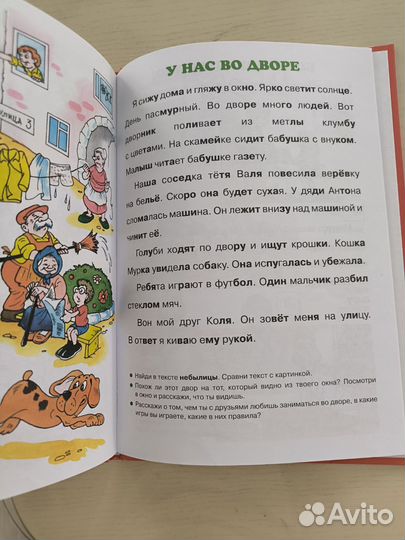 УЛИЦА 3
У НАС ВО ДВОРЕ
Я сижу дома и гляжу в окно. Ярко светит солнце.
День пасмурный. Во дворе много людей. Вот
дворник поливает из метлы клумбу
с цветами. На скамейке сидит бабушка с внуком.
Малыш читает бабушке газету.
Наша соседка тётя Валя повесила верёвку
на бельё. Скоро она будет сухая. У дяди Антона
сломалась машина. Он лежит внизу над машиной и
чинит её.
Голуби ходят по двору и ищут крошки. Кошка
Мурка увидела собаку. Она испугалась и убежала.
Ребята играют в футбол. Один мальчик разбил
стеклом мяч.
Вон мой друг Коля. Он зовёт меня на улицу.
В ответ я киваю ему рукой.
● Найди в тексте небылицы. Сравни текст с картинкой.
● Похож ли этот двор на тот, который видно из твоего окна? Посмотри
в окно и расскажи, что ты видишь.
● Расскажи о том, чем ты с друзьями любишь заниматься во дворе, в какие
игры вы играете, какие в них правила?
Avito